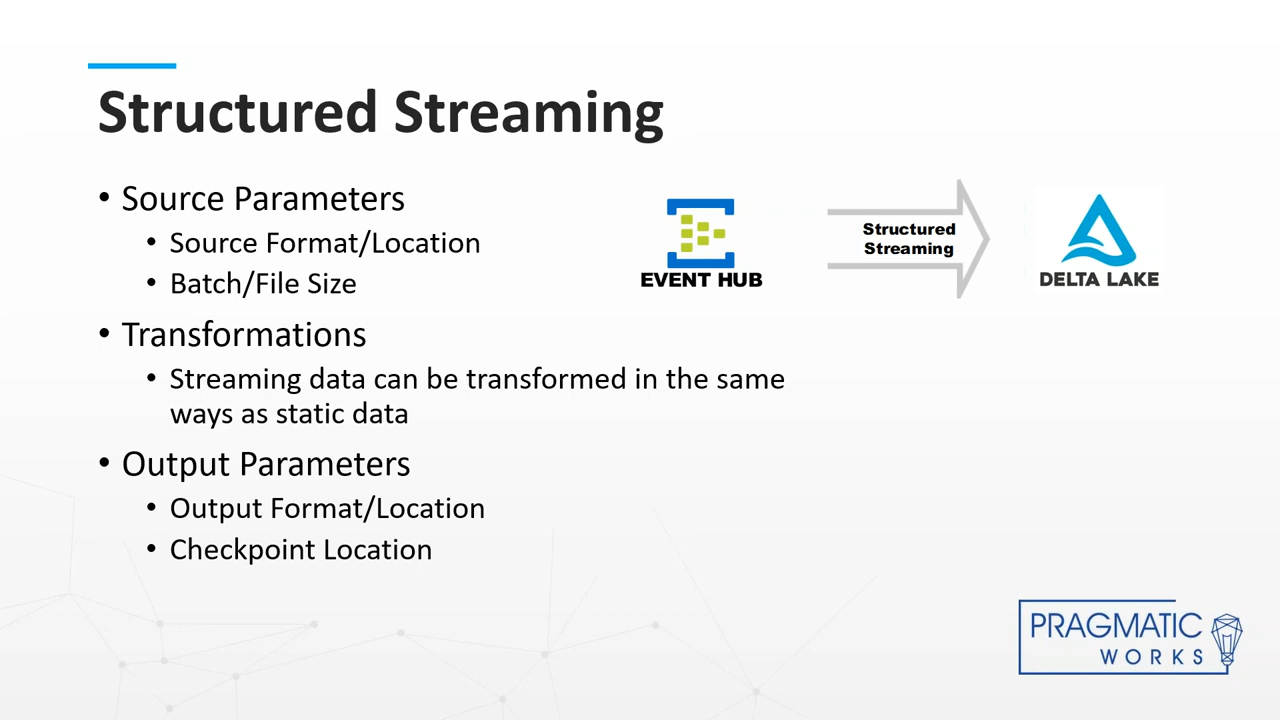 Structured Streaming
• Source Parameters
• Source Format/Location
• Batch/File Size
• Transformations
• Streaming data can be transformed in the same
ways as static data
• Output Parameters
• Output Format/Location
• Checkpoint Location
EVENT HUB
Structured
Streaming
DELTA LAKE
PRAGMATIC
WORKS